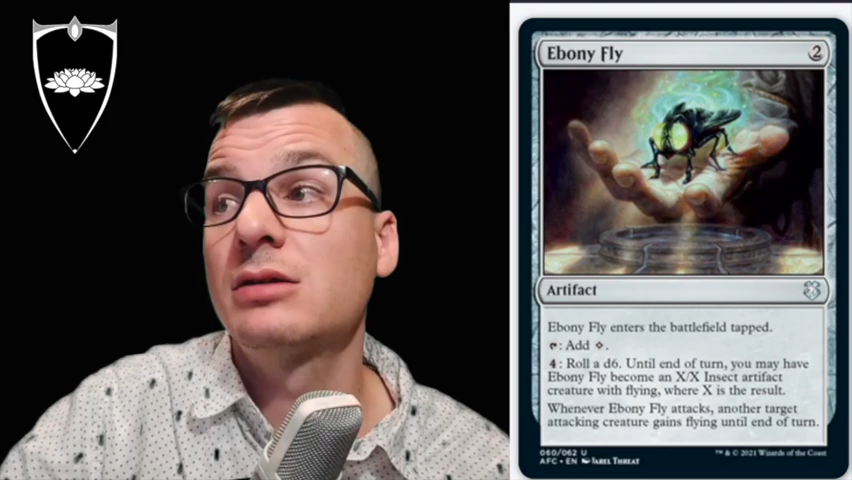 Ebony Fly 2
Artifact
Ebony Fly enters the battlefield tapped.
: Add .
4: Roll a d6. Until end of turn, you may have
Ebony Fly become an X/X Insect artifact
creature with flying, where X is the result.
Whenever Ebony Fly attacks, another target
attacking creature gains flying until end of turn.
060/062 U
AFC • EN JABEL THREAT
™ & © 2021 Wizards of the Coast